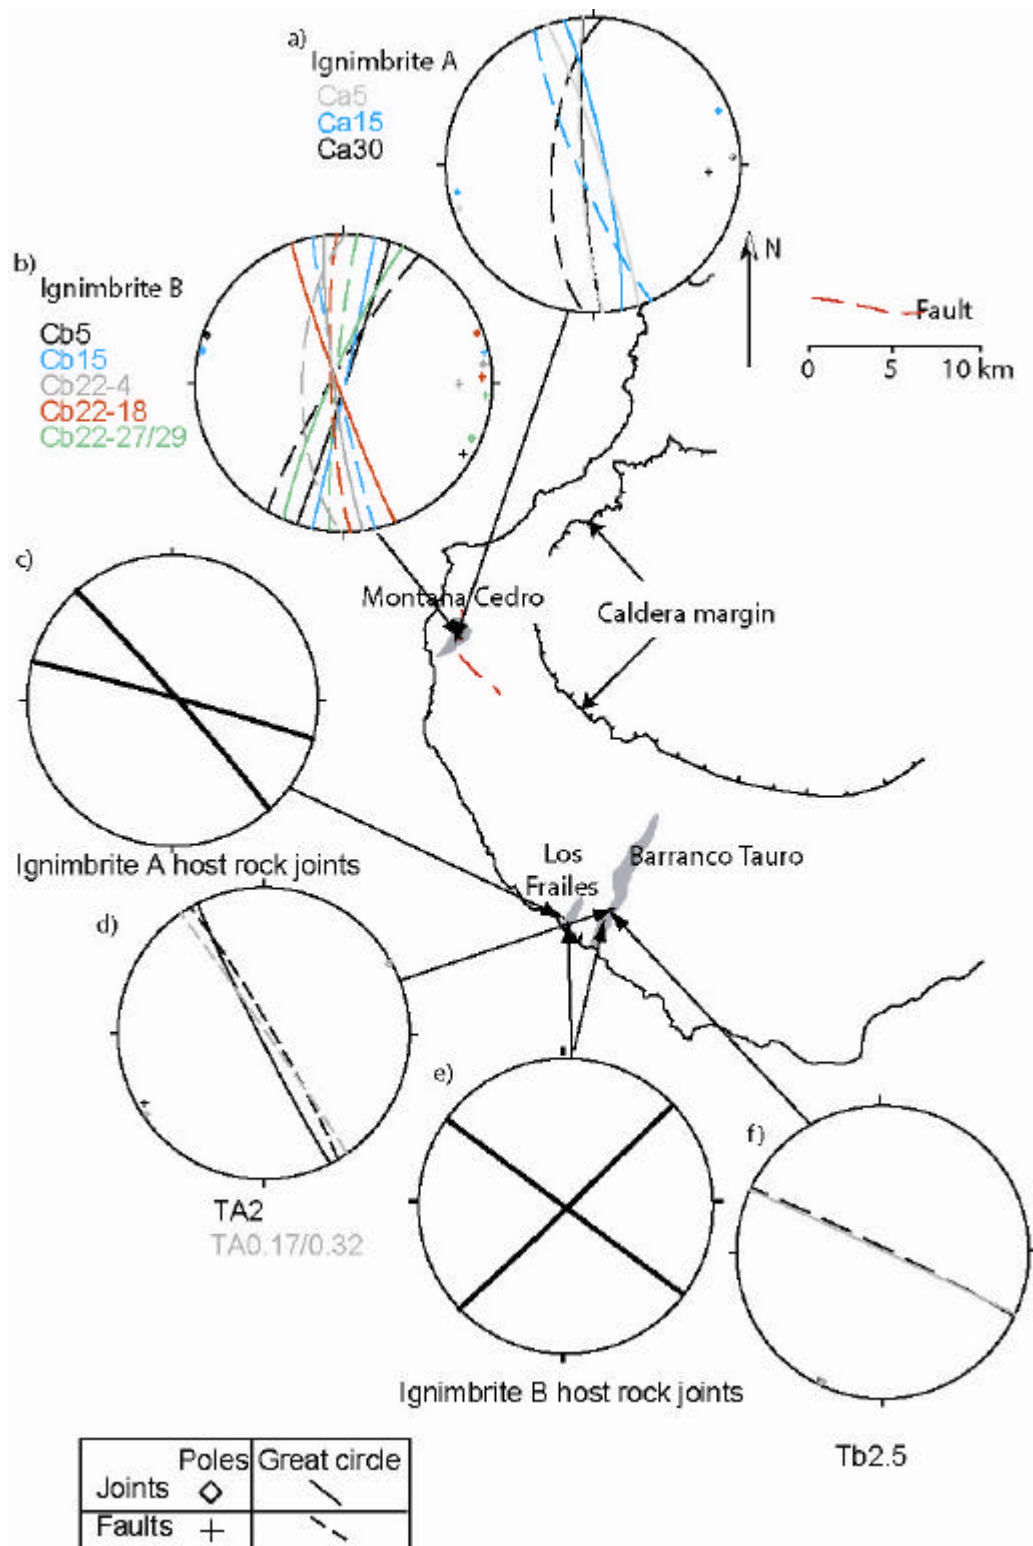 a)
Ignimbrite A
Ca5
Ca15
Ca30
b)
Ignimbrite B
Cb5
Cb15
Cb22-4
Cb22-18
Cb22-27/29
N
Fault
0 5 10 km
c)
Montana Cedro
Caldera margin
Ignimbrite A host rock joints
Los
Frailes
Barranco Tauro
d)
TA2
TA0.17/0.32
e)
Ignimbrite B host rock joints
f)
Tb2.5
Poles Great circle
Joints
Faults